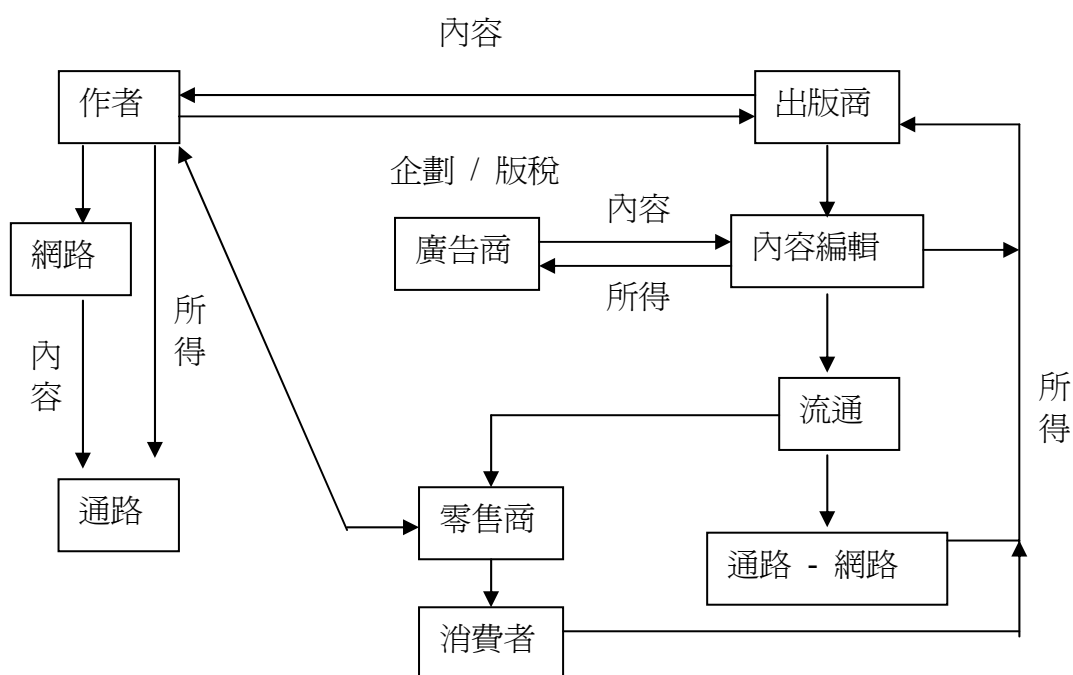 內容
作者
出版商
企劃 / 版稅
內容
網路
廣告商
內容編輯
所得
所得
內容
流通
所得
通路
零售商
通路 - 網路
消費者